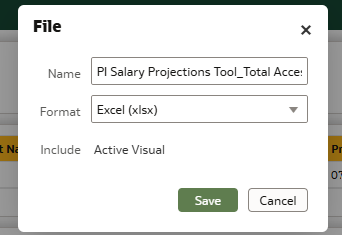 File
Name PI Salary Projections Tool_Total Acces
Format Excel (xlsx)
Include Active Visual
Save Cancel